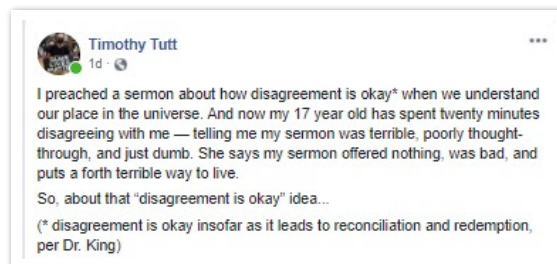 Timothy Tutt
1d ·
I preached a sermon about how disagreement is okay* when we understand
our place in the universe. And now my 17 year old has spent twenty minutes
disagreeing with me — telling me my sermon was terrible, poorly thought-
through, and just dumb. She says my sermon offered nothing, was bad, and
puts a forth terrible way to live.
So, about that “disagreement is okay” idea...
(* disagreement is okay insofar as it leads to reconciliation and redemption,
per Dr. King)